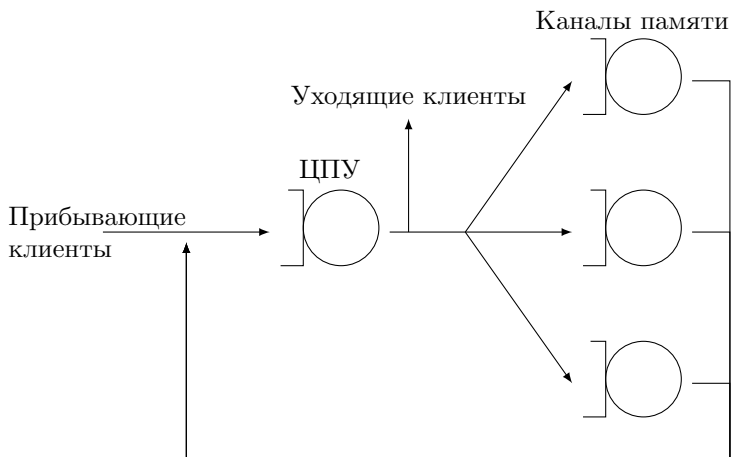 Каналы памяти
Уходящие клиенты
ЦПУ
Прибывающие
клиенты